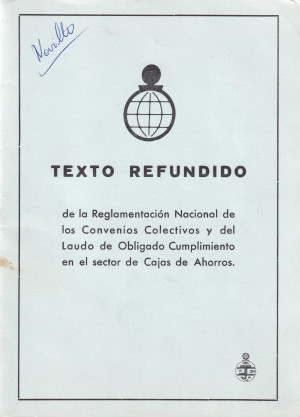 Novillo
TEXTO REFUNDIDO
de la Reglamentación Nacional de
los Convenios Colectivos y del
Laudo de Obligado Cumplimiento
en el sector de Cajas de Ahorros.